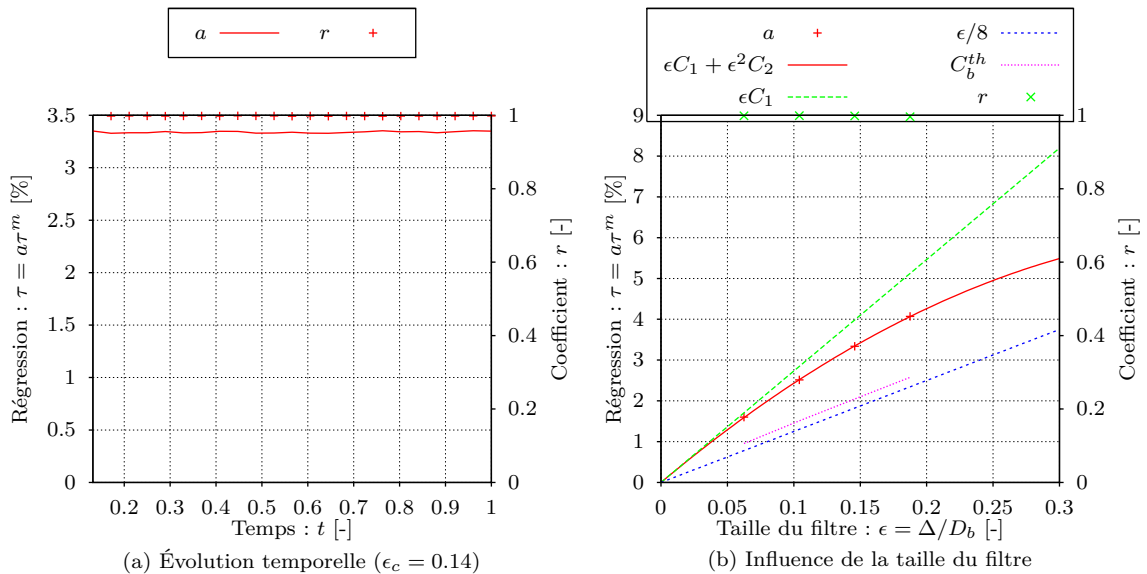 a r
3.5
3
2.5
2
1.5
1
0.5
0
Régression : τ = aτ^m [%]
1
0.8
0.6
0.4
0.2
0
Coefficient : r [-]
0.2 0.3 0.4 0.5 0.6 0.7 0.8 0.9 1
Temps : t [-]
(a) Évolution temporelle (ϵ_c = 0.14)
a ϵ/8
ϵC_1 + ϵ^2C_2 C_b^{th}
ϵC_1 r
9
8
7
6
5
4
3
2
1
0
Régression : τ = aτ^m [%]
1
0.8
0.6
0.4
0.2
0
Coefficient : r [-]
0 0.05 0.1 0.15 0.2 0.25 0.3
Taille du filtre : ϵ = Δ/D_b [-]
(b) Influence de la taille du filtre